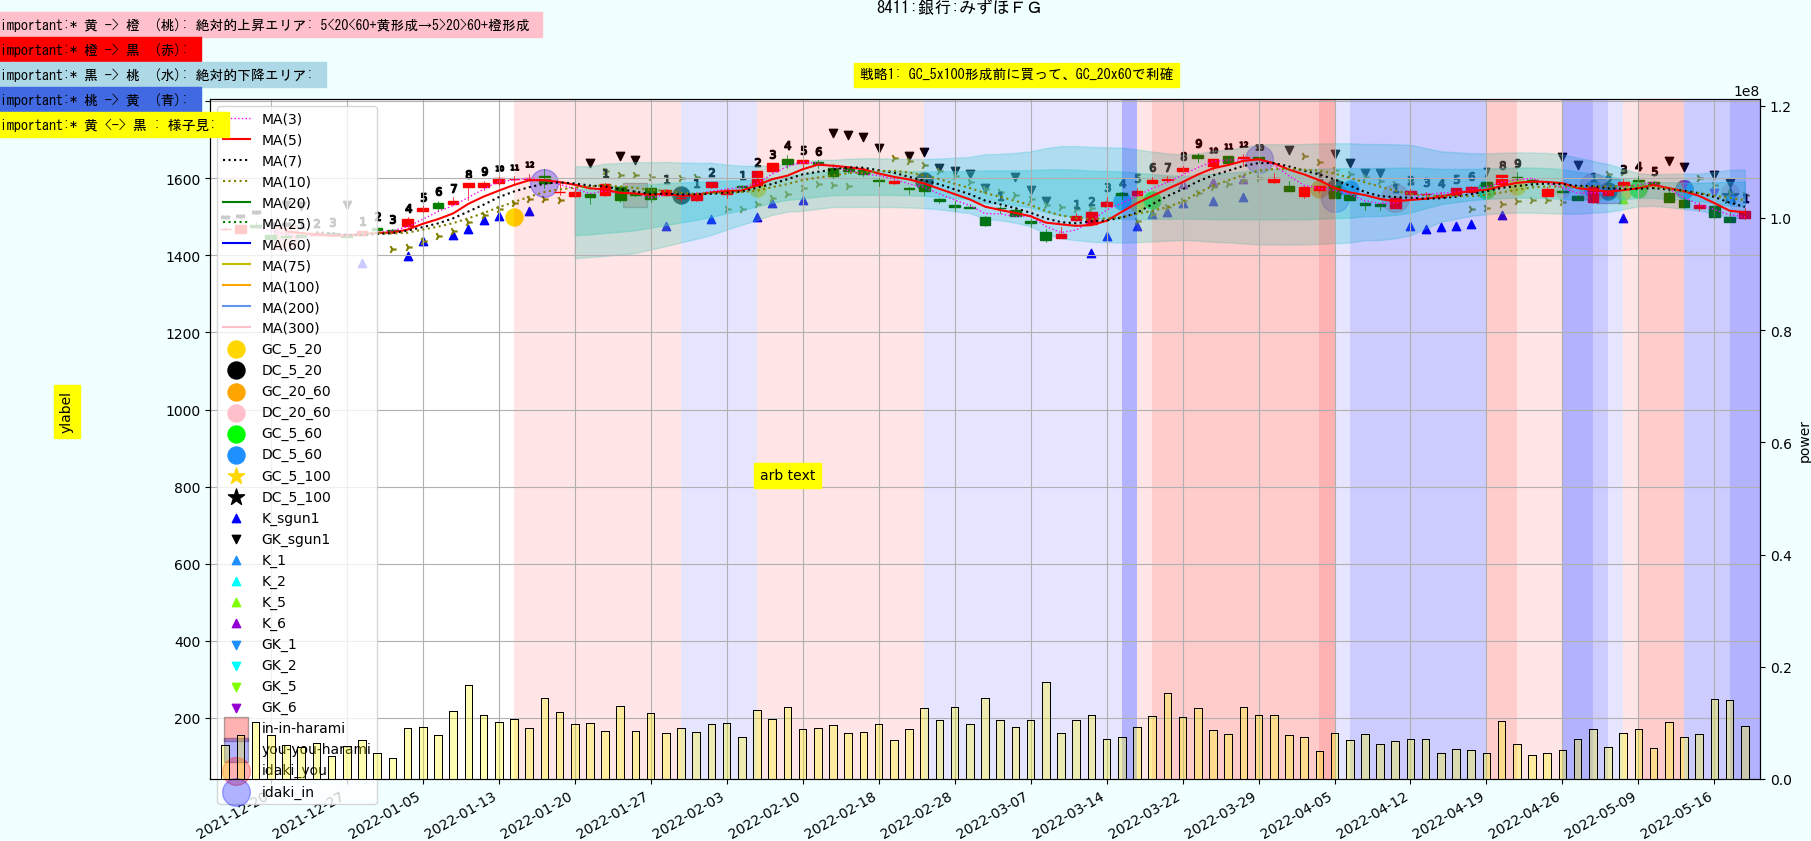 8411:銀行:みずほＦＧ
important:* 黄 -> 橙 (桃): 絶対的上昇エリア: 5<20<60+黄形成→5>20>60+橙形成
important:* 橙 -> 黒 (赤):
important:* 黒 -> 桃 (水): 絶対的下降エリア:
important:* 桃 -> 黄 (青):
important:* 黄 <-> 黒 : 様子見:
戦略1: GC_5x100形成前に買って、GC_20x60で利確
1e8
MA(3)
MA(5)
MA(7)
MA(10)
MA(20)
MA(25)
MA(60)
MA(75)
MA(100)
MA(200)
MA(300)
GC_5_20
DC_5_20
GC_20_60
DC_20_60
GC_5_60
DC_5_60
GC_5_100
DC_5_100
K_sgun1
GK_sgun1
K_1
K_2
K_5
K_6
GK_1
GK_2
GK_5
GK_6
in-in-harami
you-you-harami
idaki_you
idaki_in
ylabel
1600
1400
1200
1000
800
600
400
200
arb text
1.2
1.0
0.8
0.6
0.4
0.2
0.0
power
2021-12-20
2021-12-27
2022-01-05
2022-01-13
2022-01-20
2022-01-27
2022-02-03
2022-02-10
2022-02-18
2022-02-28
2022-03-07
2022-03-14
2022-03-22
2022-03-29
2022-04-05
2022-04-12
2022-04-19
2022-04-26
2022-05-09
2022-05-16